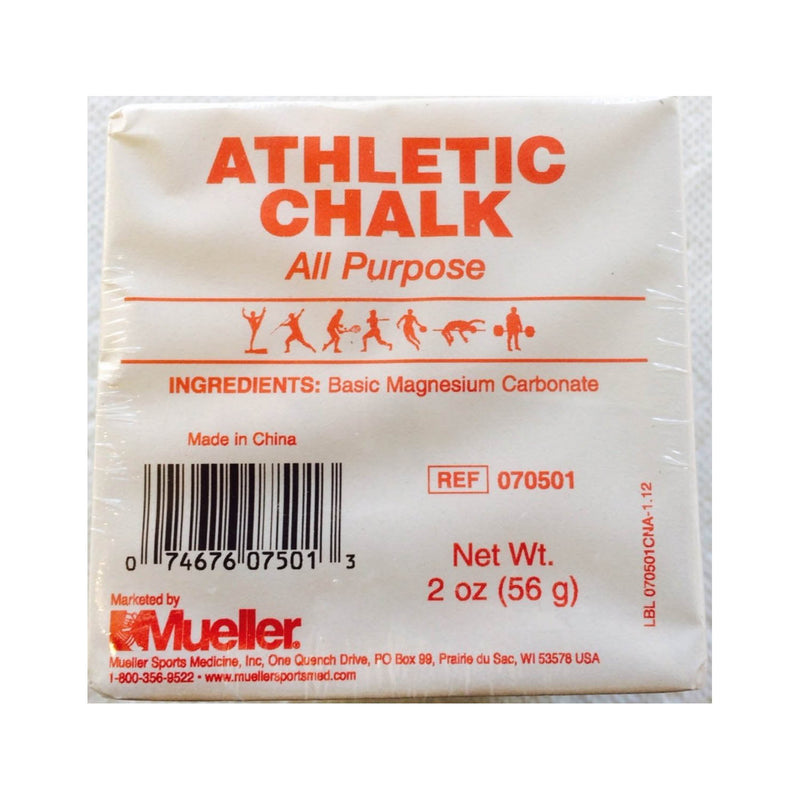 ATHLETIC
CHALK
All Purpose
INGREDIENTS: Basic Magnesium Carbonate
Made in China
REF 070501
0 74676 07501 3
Net Wt.
2 oz (56 g)
LBL 070501CNA-1.12
Marketed by
Mueller®
Mueller Sports Medicine, Inc, One Quench Drive, PO Box 99, Prairie du Sac, WI 53578 USA
1-800-356-9522 • www.muellersportsmed.com